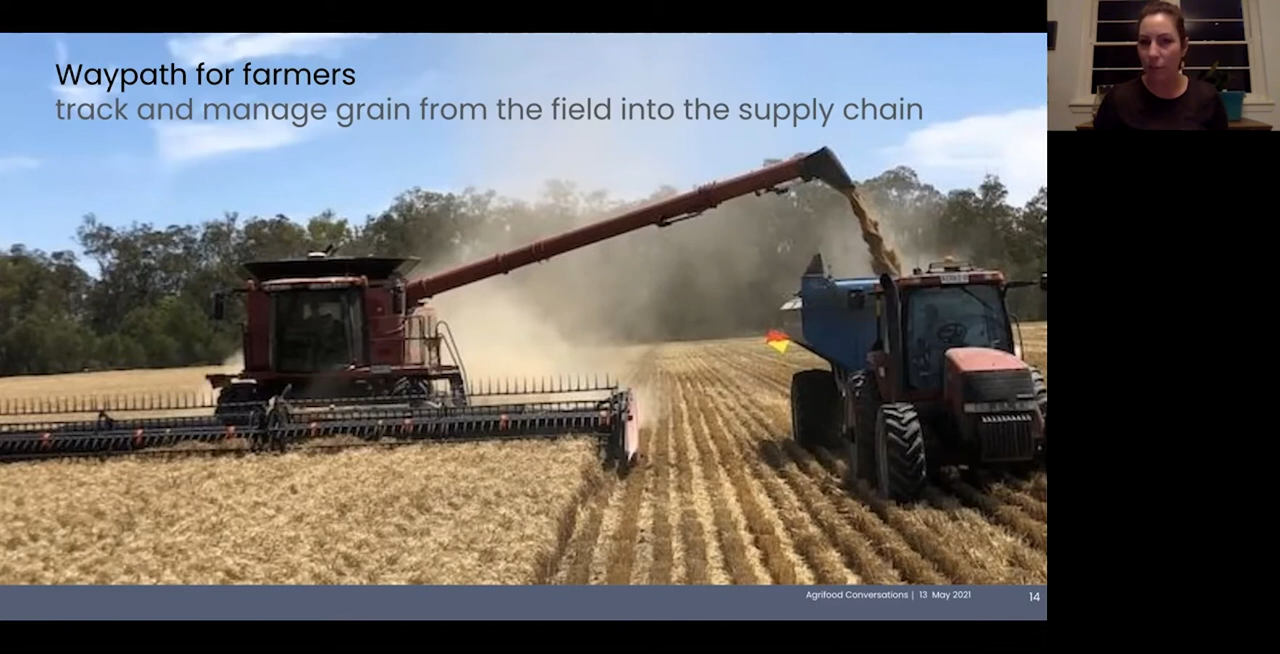 Waypath for farmers
track and manage grain from the field into the supply chain
Agrifood Conversations | 13 May 2021
14